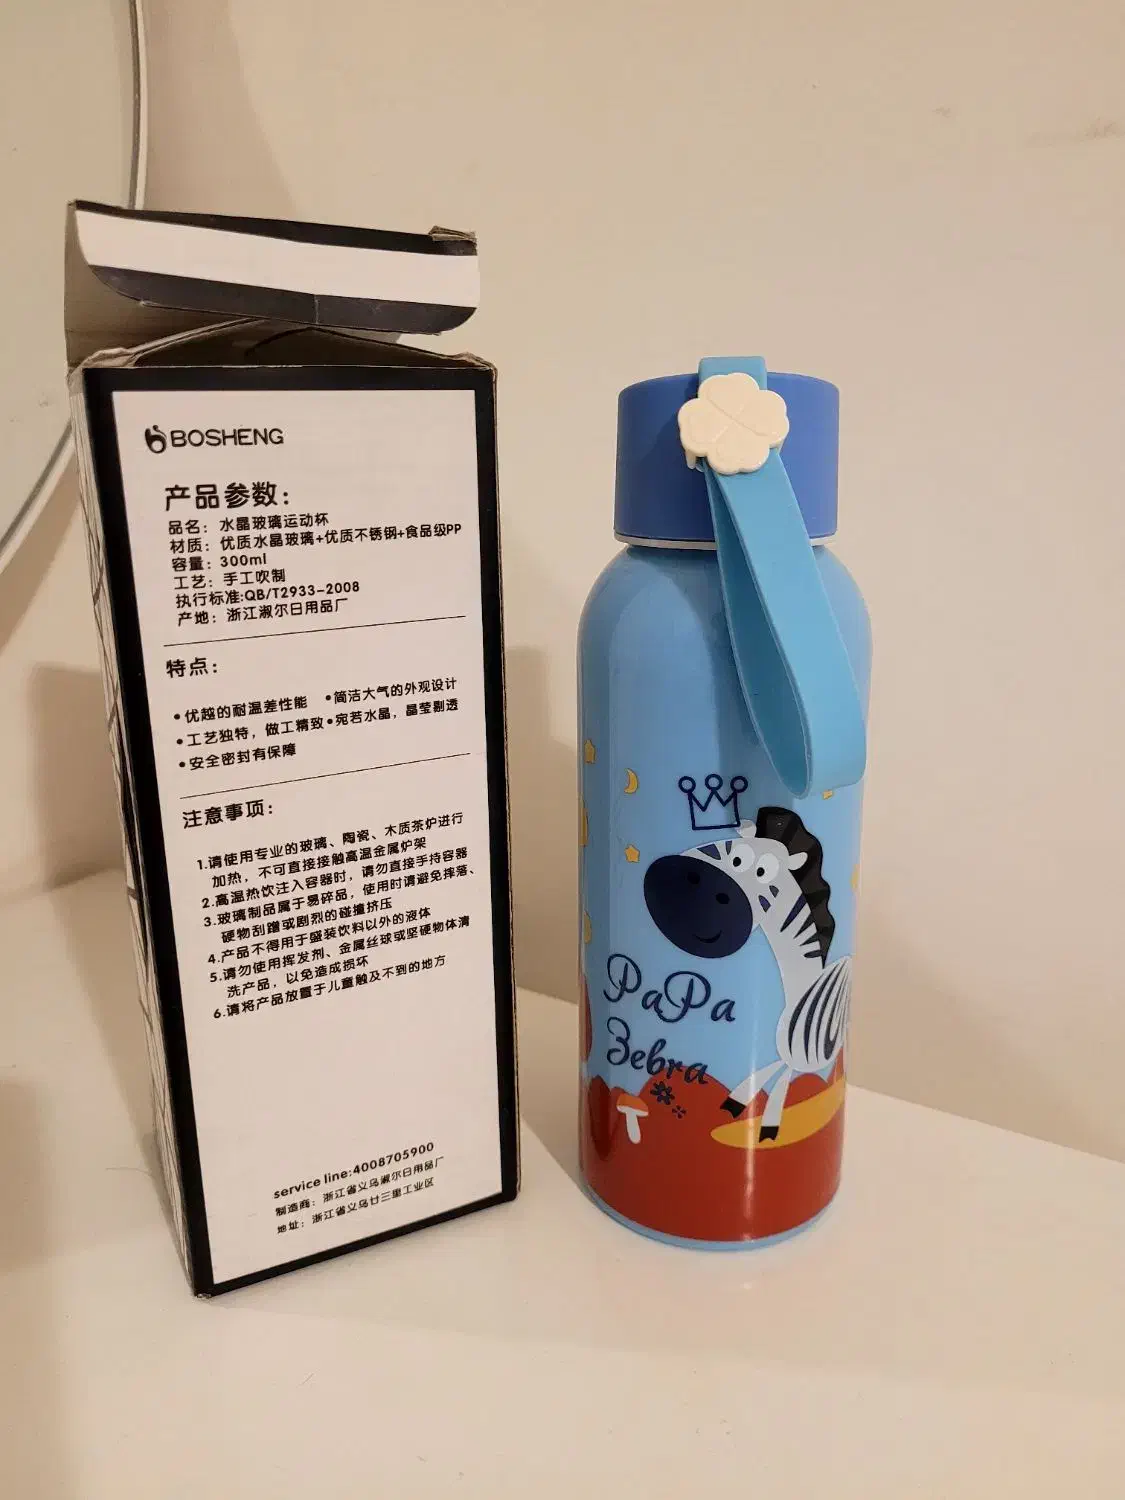 BOSHENG
产品参数：
品名：水晶玻璃运动杯
材质：优质水晶玻璃+优质不锈钢+食品级PP
容量：300ml
工艺：手工吹制
执行标准:QB/T2933-2008
产地：浙江淑尔日用品厂
特点：
•优越的耐温差性能 •简洁大气的外观设计
•工艺独特，做工精致•宛若水晶，晶莹剔透
•安全密封有保障
注意事项：
1.请使用专业的玻璃、陶瓷、木质茶炉进行
加热，不可直接接触高温金属炉架
2.高温热饮注入容器时，请勿直接手持容器
3.玻璃制品属于易碎品，使用时请避免摔落、
硬物刮蹭或剧烈的碰撞挤压
4.产品不得用于盛装饮料以外的液体
5.请勿使用挥发剂、金属丝球或坚硬物体清
洗产品，以免造成损坏
6.请将产品放置于儿童触及不到的地方
service line:4008705900
制造商：浙江省义乌淑尔日用品厂
地址：浙江省义乌廿三里工业区
PaPa
Zebra